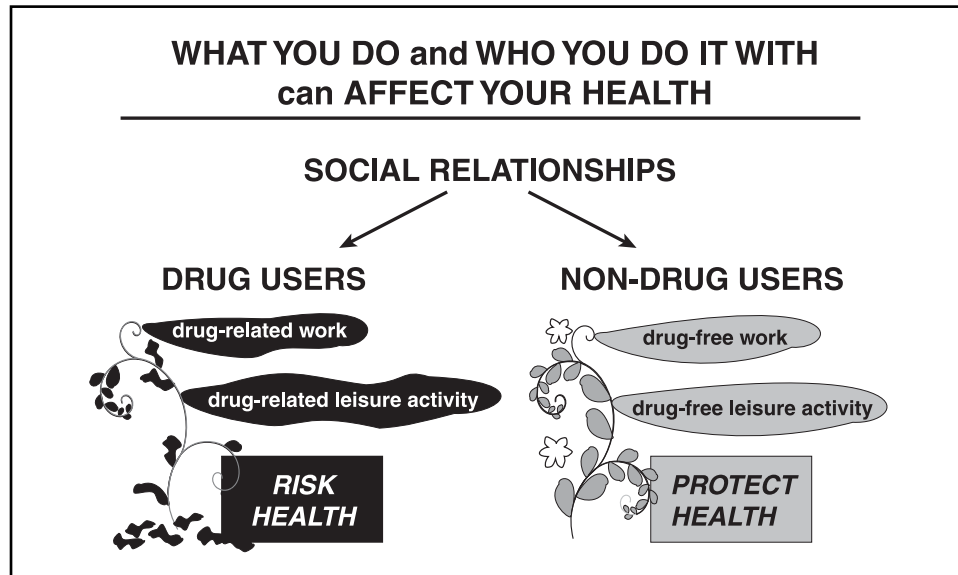 WHAT YOU DO and WHO YOU DO IT WITH
can AFFECT YOUR HEALTH
SOCIAL RELATIONSHIPS
DRUG USERS
drug-related work
drug-related leisure activity
RISK
HEALTH
NON-DRUG USERS
drug-free work
drug-free leisure activity
PROTECT
HEALTH